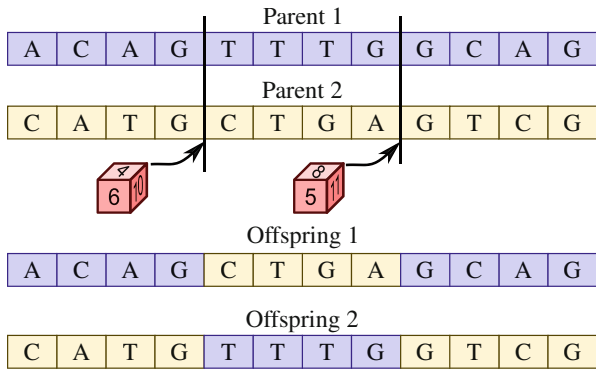 Parent 1
A C A G T T T G G C A G
Parent 2
C A T G C T G A G T C G
4 6 10 8 5 11
Offspring 1
A C A G C T G A G C A G
Offspring 2
C A T G T T T G G T C G